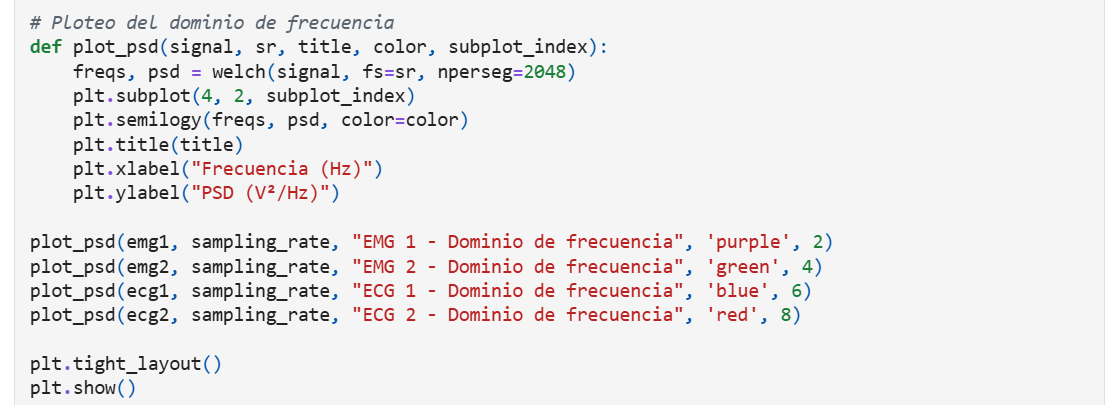 # Ploteo del dominio de frecuencia
def plot_psd(signal, sr, title, color, subplot_index):
    freqs, psd = welch(signal, fs=sr, nperseg=2048)
    plt.subplot(4, 2, subplot_index)
    plt.semilogy(freqs, psd, color=color)
    plt.title(title)
    plt.xlabel("Frecuencia (Hz)")
    plt.ylabel("PSD (V²/Hz)")

plot_psd(emg1, sampling_rate, "EMG 1 - Dominio de frecuencia", 'purple', 2)
plot_psd(emg2, sampling_rate, "EMG 2 - Dominio de frecuencia", 'green', 4)
plot_psd(ecg1, sampling_rate, "ECG 1 - Dominio de frecuencia", 'blue', 6)
plot_psd(ecg2, sampling_rate, "ECG 2 - Dominio de frecuencia", 'red', 8)

plt.tight_layout()
plt.show()